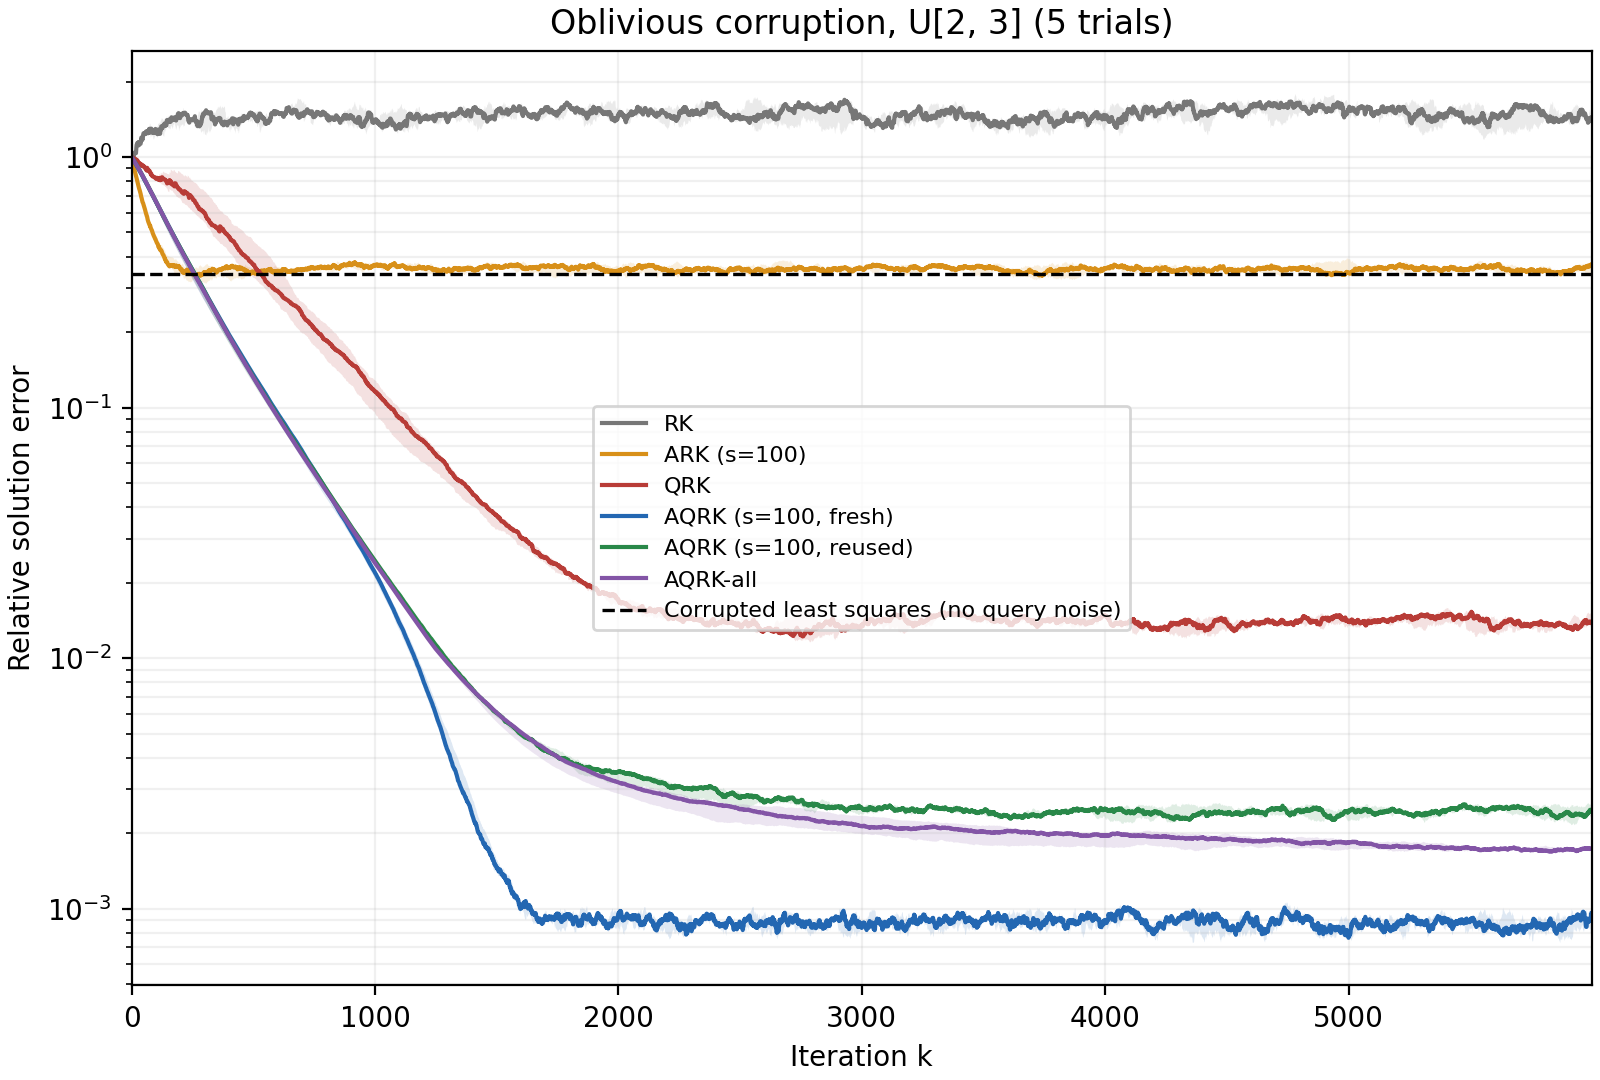 Oblivious corruption, U[2, 3] (5 trials)
Relative solution error
10⁰
10⁻¹
10⁻²
10⁻³
RK
ARK (s=100)
QRK
AQRK (s=100, fresh)
AQRK (s=100, reused)
AQRK-all
Corrupted least squares (no query noise)
0 1000 2000 3000 4000 5000
Iteration k